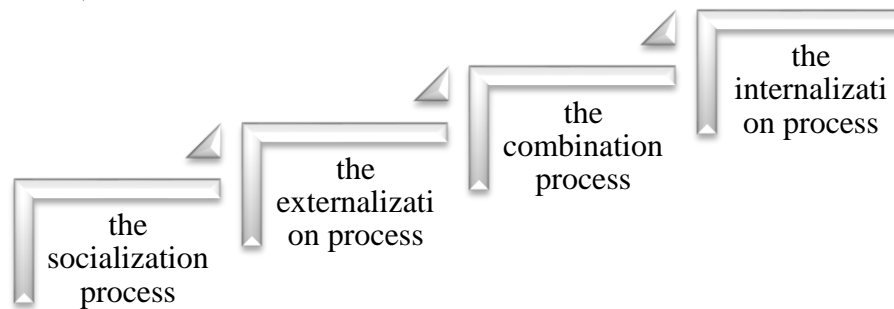 the
socialization
process
the
externalizati
on process
the
combination
process
the
internalizati
on process